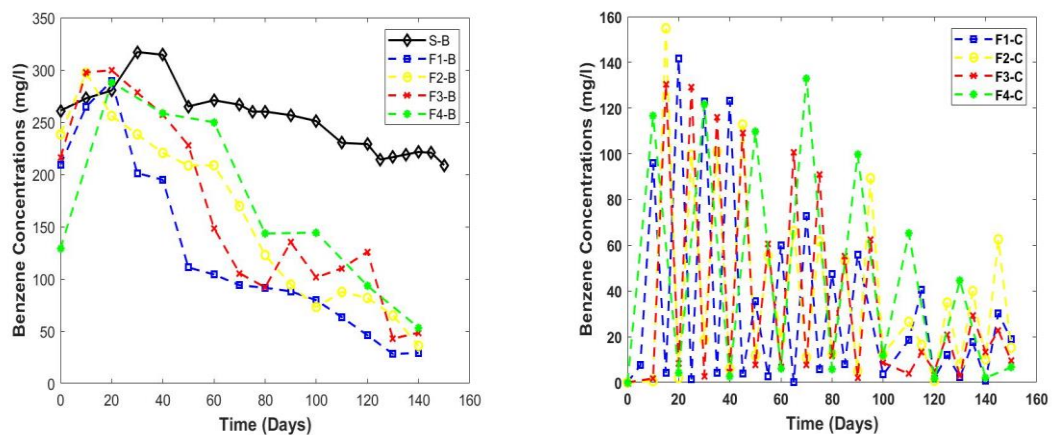 350
300
250
200
150
100
50
0
0 20 40 60 80 100 120 140 160
Time (Days)
Benzene Concentrations (mg/l)
S-B
F1-B
F2-B
F3-B
F4-B
160
140
120
100
80
60
40
20
0
0 20 40 60 80 100 120 140 160
Time (Days)
Benzene Concentrations (mg/l)
F1-C
F2-C
F3-C
F4-C